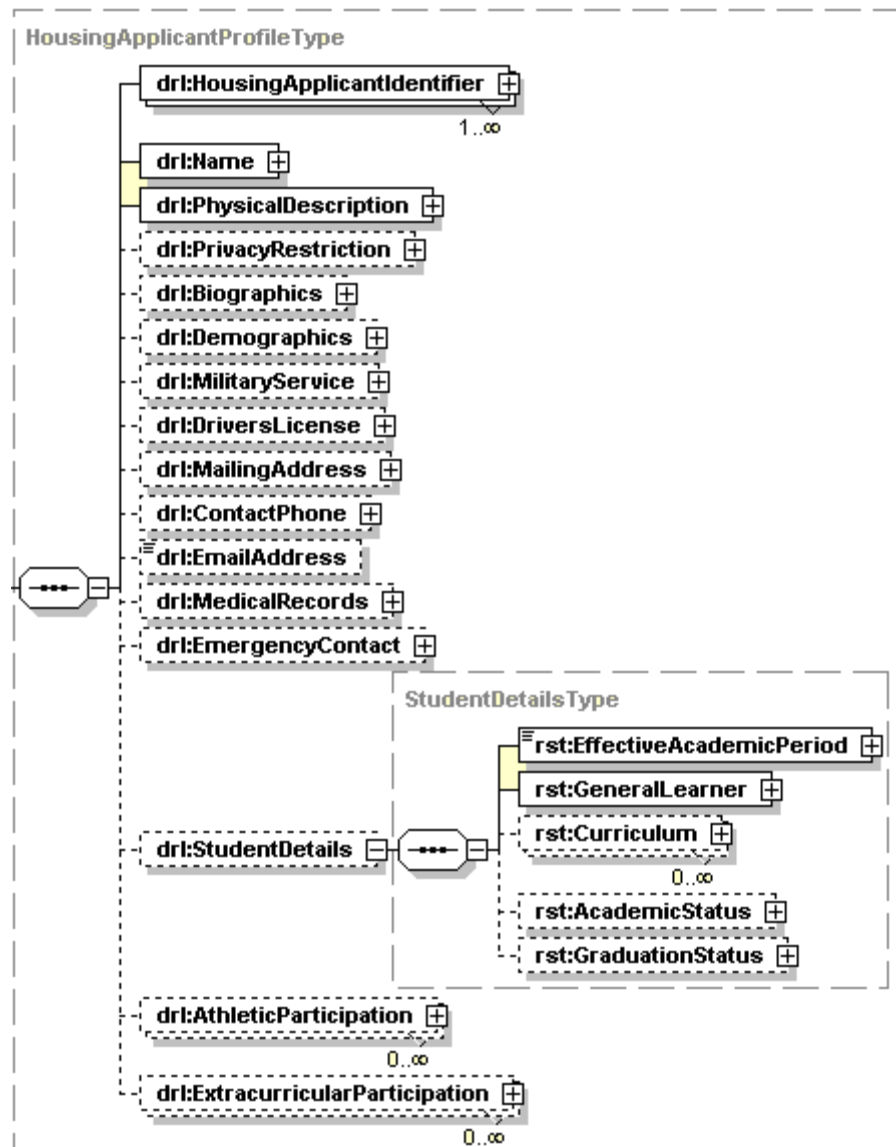 HousingApplicantProfileType
drl:HousingApplicantIdentifier
1..∞
drl:Name
drl:PhysicalDescription
drl:PrivacyRestriction
drl:Biographics
drl:Demographics
drl:MilitaryService
drl:DriversLicense
drl:MailingAddress
drl:ContactPhone
drl:EmailAddress
drl:MedicalRecords
drl:EmergencyContact
StudentDetailsType
rst:EffectiveAcademicPeriod
rst:GeneralLearner
rst:Curriculum
0..∞
drl:StudentDetails
rst:AcademicStatus
rst:GraduationStatus
drl:AthleticParticipation
0..∞
drl:ExtracurricularParticipation
0..∞